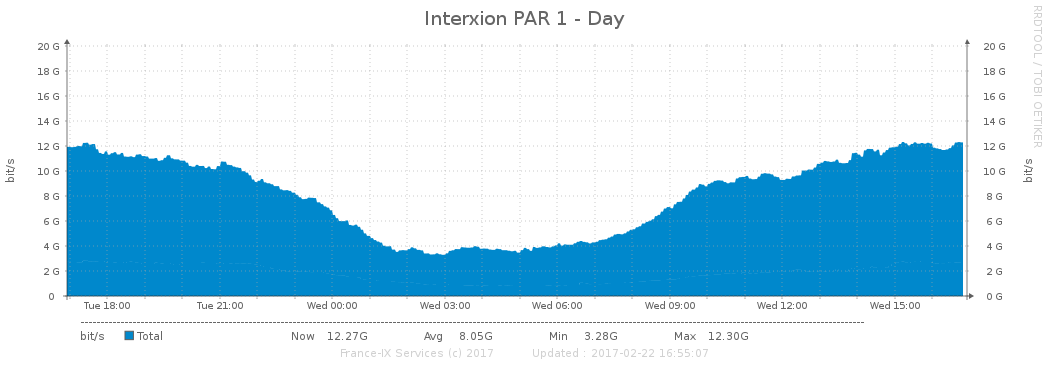 Interxion PAR 1 - Day
RRDTOOL / TOBI OETIKER
20 G 20 G
18 G 18 G
16 G 16 G
14 G 14 G
12 G 12 G
10 G 10 G
8 G 8 G
6 G 6 G
4 G 4 G
2 G 2 G
0 0 G
bit/s bit/s
Tue 18:00 Tue 21:00 Wed 00:00 Wed 03:00 Wed 06:00 Wed 09:00 Wed 12:00 Wed 15:00
bit/s Total Now 12.27G Avg 8.05G Min 3.28G Max 12.30G
France-IX Services (c) 2017 Updated : 2017-02-22 16:55:07